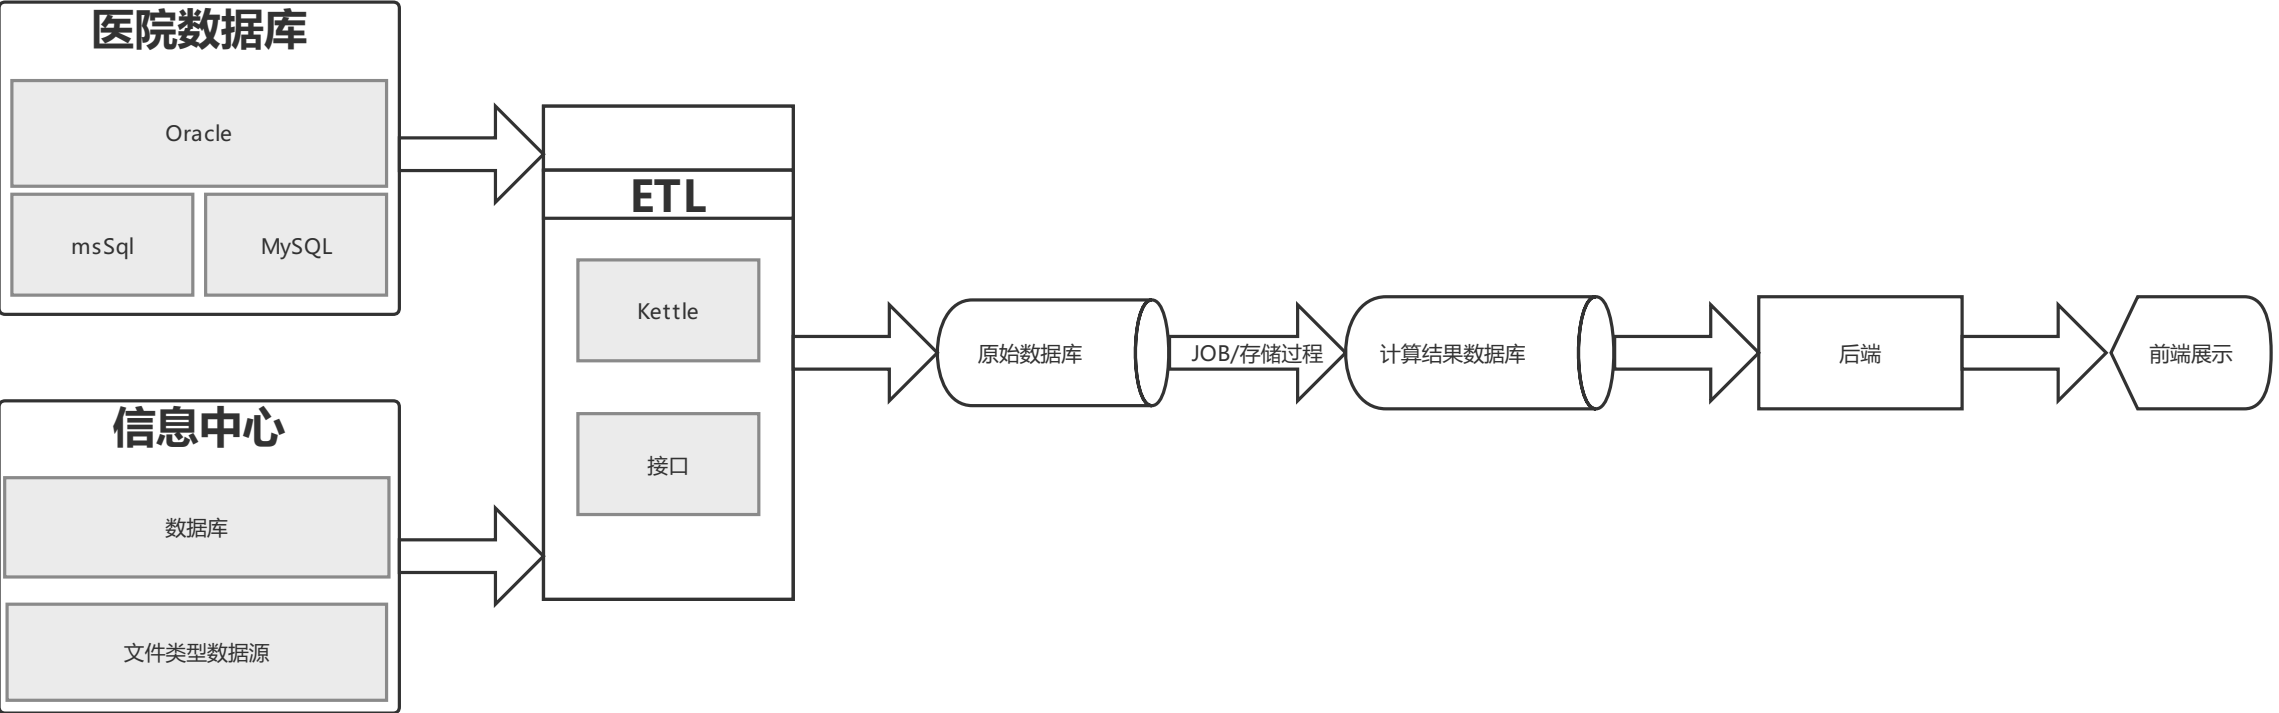 医院数据库
Oracle
msSql
MySQL
信息中心
数据库
文件类型数据源
ETL
Kettle
接口
原始数据库
JOB/存储过程
计算结果数据库
后端
前端展示